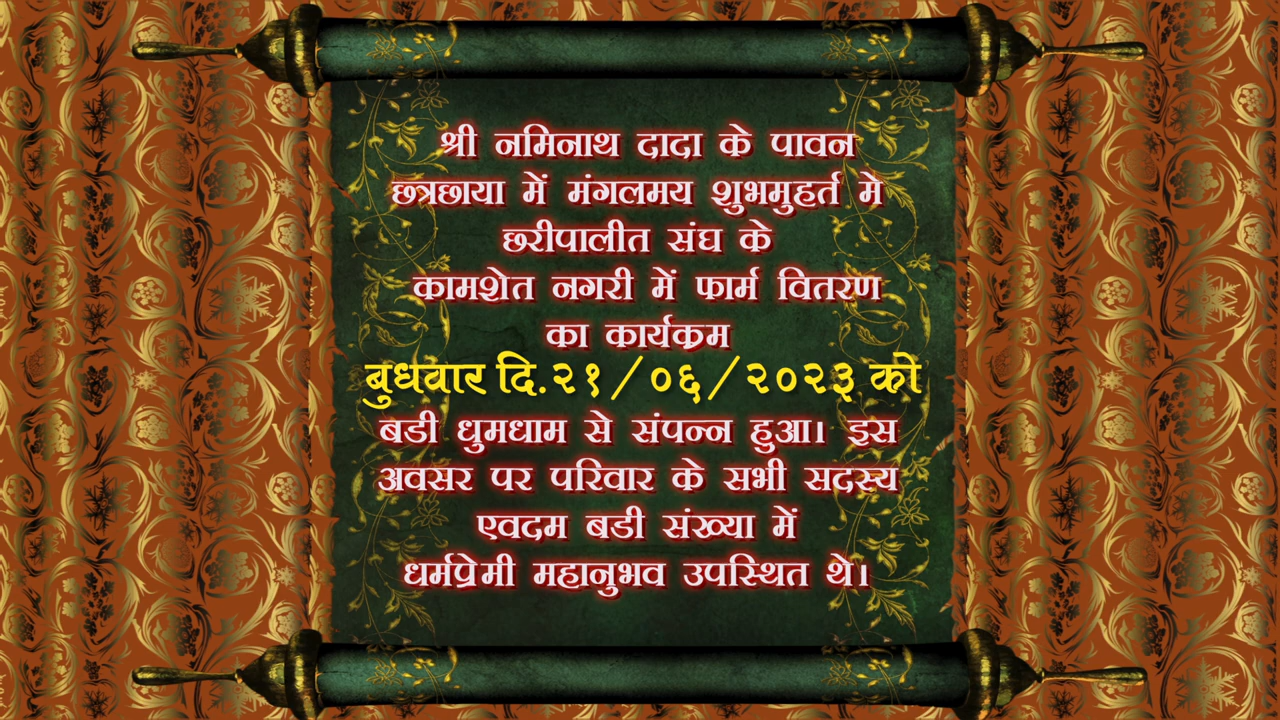 श्री नमिनाथ दादा के पावन
छत्रछाया में मंगलमय शुभमुहर्त मे
छरीपालीत संघ के
कामशेत नगरी में फार्म वितरण
का कार्यक्रम
बुधवार दि.२१/०६/२०२३ को
बडी धुमधाम से संपन्न हुआ। इस
अवसर पर परिवार के सभी सदस्य
एवदम बडी संख्या में
धर्मप्रेमी महानुभव उपस्थित थे।